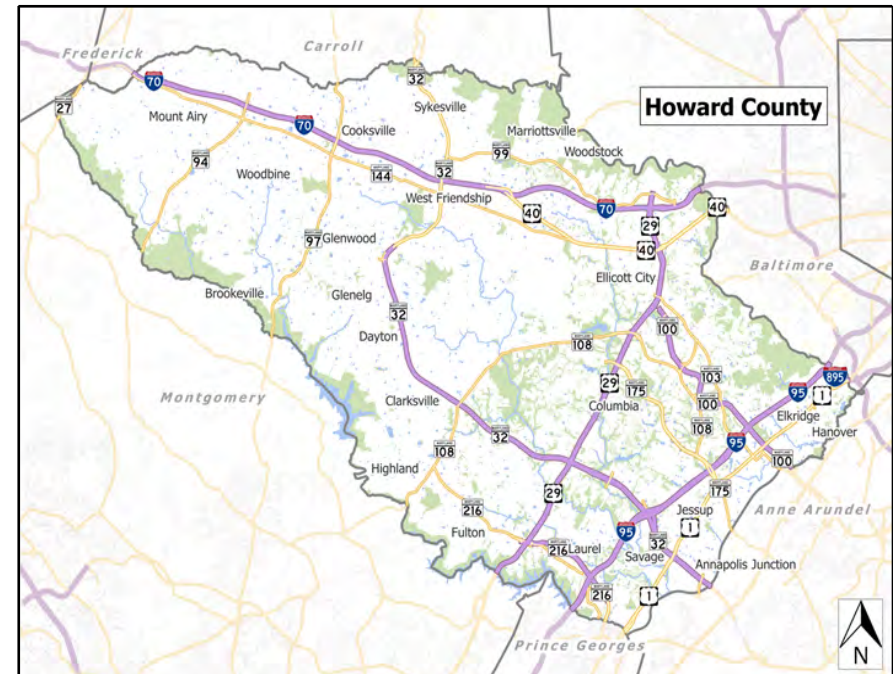 Carroll
Frederick
32
70
27
Howard County
Sykesville
Mount Airy
70
Cooksville
Marriottsville
99
Woodstock
94
32
144
Woodbine
West Friendship
40
70
40
29
97
Glenwood
40
Ellicott City
Baltimore
Brookeville
Glenelg
32
Dayton
100
108
29
103
895
Montgomery
175
95
Clarksville
Columbia
100
1
Elkridge
108
Hanover
32
95
108
100
Highland
29
175
216
Jessup
Anne Arundel
1
Fulton
95
216
Laurel
32
Savage
Annapolis Junction
216
1
Prince Georges
N